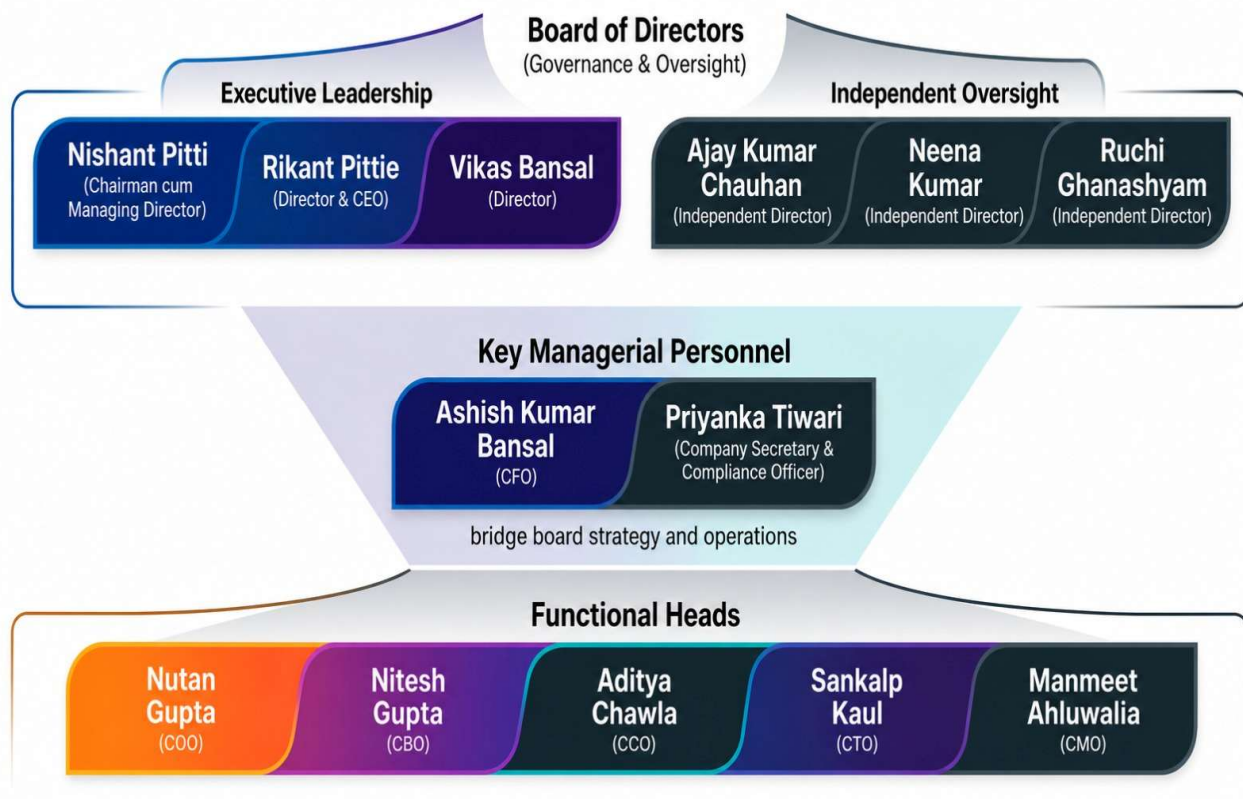 Board of Directors
(Governance & Oversight)
Executive Leadership
Nishant Pitti
(Chairman cum
Managing Director)
Rikant Pittie
(Director & CEO)
Vikas Bansal
(Director)
Independent Oversight
Ajay Kumar
Chauhan
(Independent Director)
Neena
Kumar
(Independent Director)
Ruchi
Ghanashyam
(Independent Director)
Key Managerial Personnel
Ashish Kumar
Bansal
(CFO)
Priyanka Tiwari
(Company Secretary &
Compliance Officer)
bridge board strategy and operations
Functional Heads
Nutan
Gupta
(COO)
Nitesh
Gupta
(CBO)
Aditya
Chawla
(CCO)
Sankalp
Kaul
(CTO)
Manmeet
Ahluwalia
(CMO)